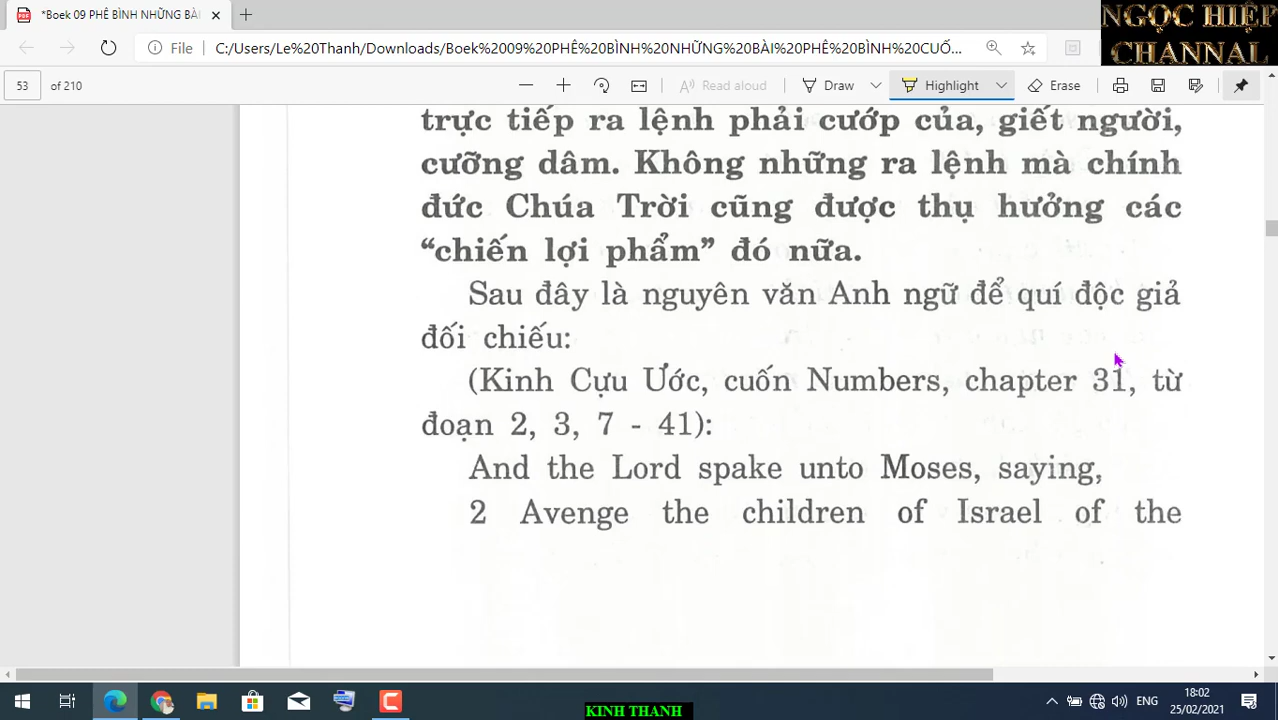 *Boek 09 PHÊ BÌNH NHỮNG BÀI
NGỌC HIỆP
CHANNAL
File
C:/Users/Le%20Thanh/Downloads/Boek%2009%20PHÊ%20BÌNH%20NHỮNG%20BÀI%20PHÊ%20BÌNH%20CUỐ...
53 of 210
Read aloud
Draw
Highlight
Erase
trực tiếp ra lệnh phải cướp của, giết người,
cưỡng dâm. Không những ra lệnh mà chính
đức Chúa Trời cũng được thụ hưởng các
“chiến lợi phẩm” đó nữa.
Sau đây là nguyên văn Anh ngữ để quí độc giả
đối chiếu:
(Kinh Cựu Ước, cuốn Numbers, chapter 31, từ
đoạn 2, 3, 7 - 41):
And the Lord spake unto Moses, saying,
2 Avenge the children of Israel of the
ENG
18:02
25/02/2021
KINH THANH